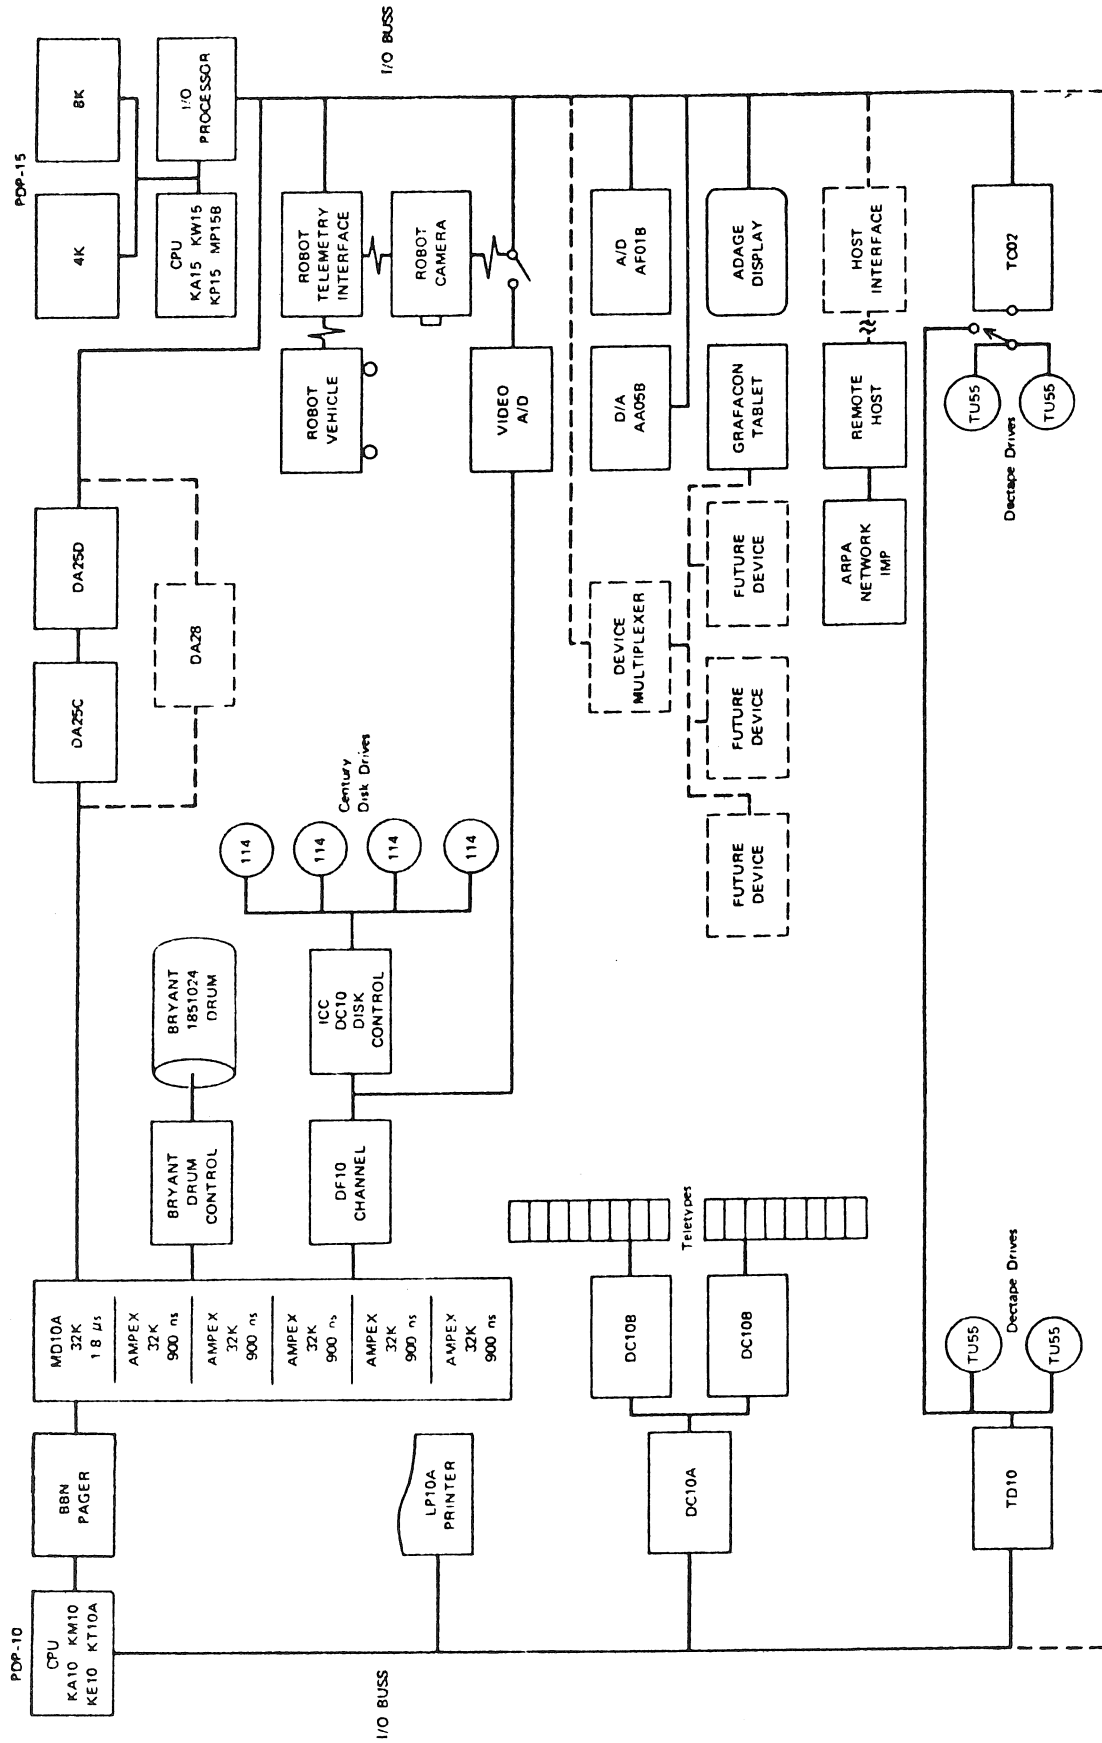 PDP-10
CPU
KA10 KM10
KE10 KT10A
BBN
PAGER
MD10A
32K
1.8 µs
AMPEX
32K
900 ns
AMPEX
32K
900 ns
AMPEX
32K
900 ns
AMPEX
32K
900 ns
AMPEX
32K
900 ns
DA25C
DA25D
DA28
PDP-15
4K
8K
CPU
KA15 KW15
KP15 MP15B
I/O
PROCESSOR
I/O BUSS
BRYANT
DRUM
CONTROL
BRYANT
1851024
DRUM
DF10
CHANNEL
ICC
DC10
DISK
CONTROL
114
114
114
114
Century
Disk Drives
ROBOT
VEHICLE
ROBOT
TELEMETRY
INTERFACE
ROBOT
CAMERA
VIDEO
A/D
I/O BUSS
LP10A
PRINTER
DC10A
DC10B
DC10B
Teletypes
DEVICE
MULTIPLEXER
D/A
AA05B
A/D
AF01B
FUTURE
DEVICE
FUTURE
DEVICE
FUTURE
DEVICE
GRAFACON
TABLET
ADAGE
DISPLAY
ARPA
NETWORK
IMP
REMOTE
HOST
HOST
INTERFACE
TD10
TU55
TU55
Dectape Drives
TU55
TU55
Dectape Drives
TC02